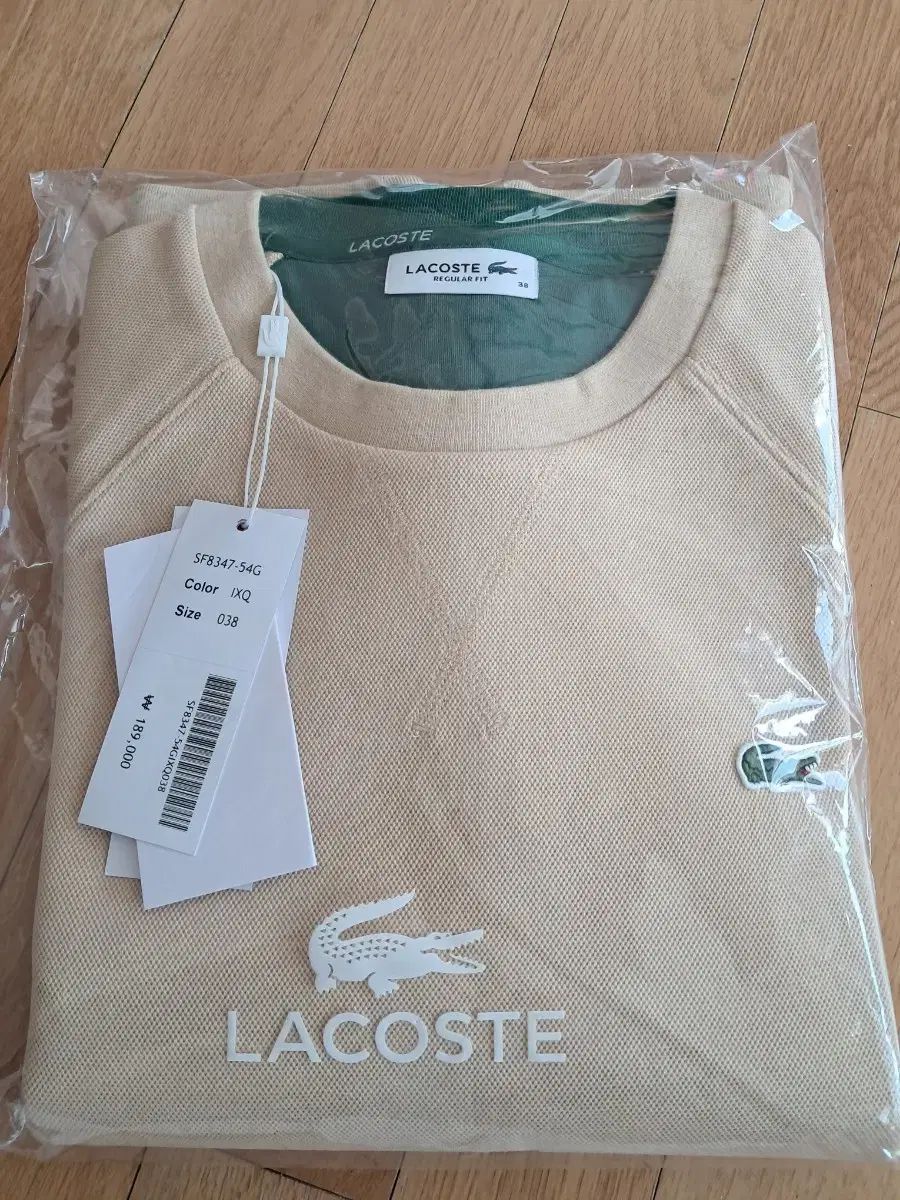 LACOSTE
LACOSTE
REGULAR FIT
38
SF8347-54G
Color IXQ
Size 038
SF8347-54GIXQ038
₩ 189,000
LACOSTE